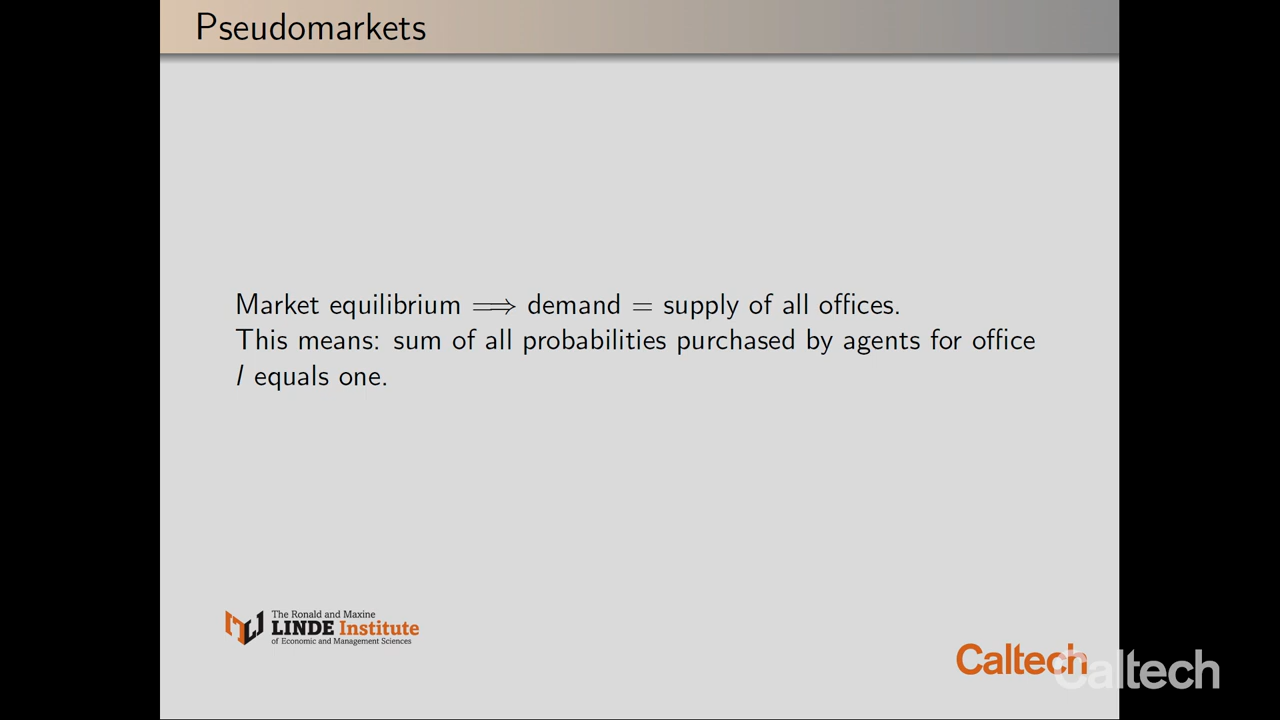 Pseudomarkets
Market equilibrium ⟹ demand = supply of all offices.
This means: sum of all probabilities purchased by agents for office
l equals one.
The Ronald and Maxine
LINDE Institute
of Economic and Management Sciences
Caltech
Caltech